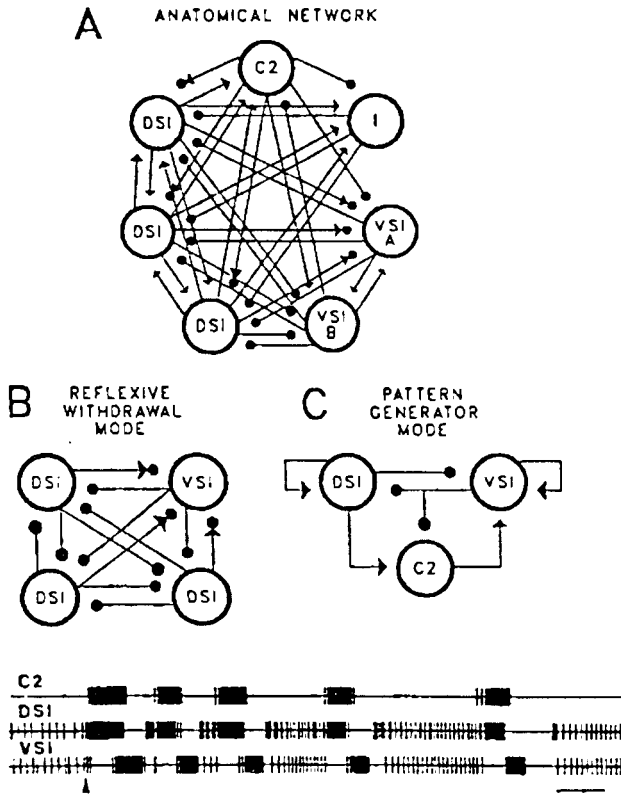 A
ANATOMICAL NETWORK
C2
DSI
I
DSI
VSI
A
DSI
VSI
B
B
REFLEXIVE
WITHDRAWAL
MODE
C
PATTERN
GENERATOR
MODE
DSI
VSI
DSI
VSI
DSI
DSI
C2
C2
DSI
VSI